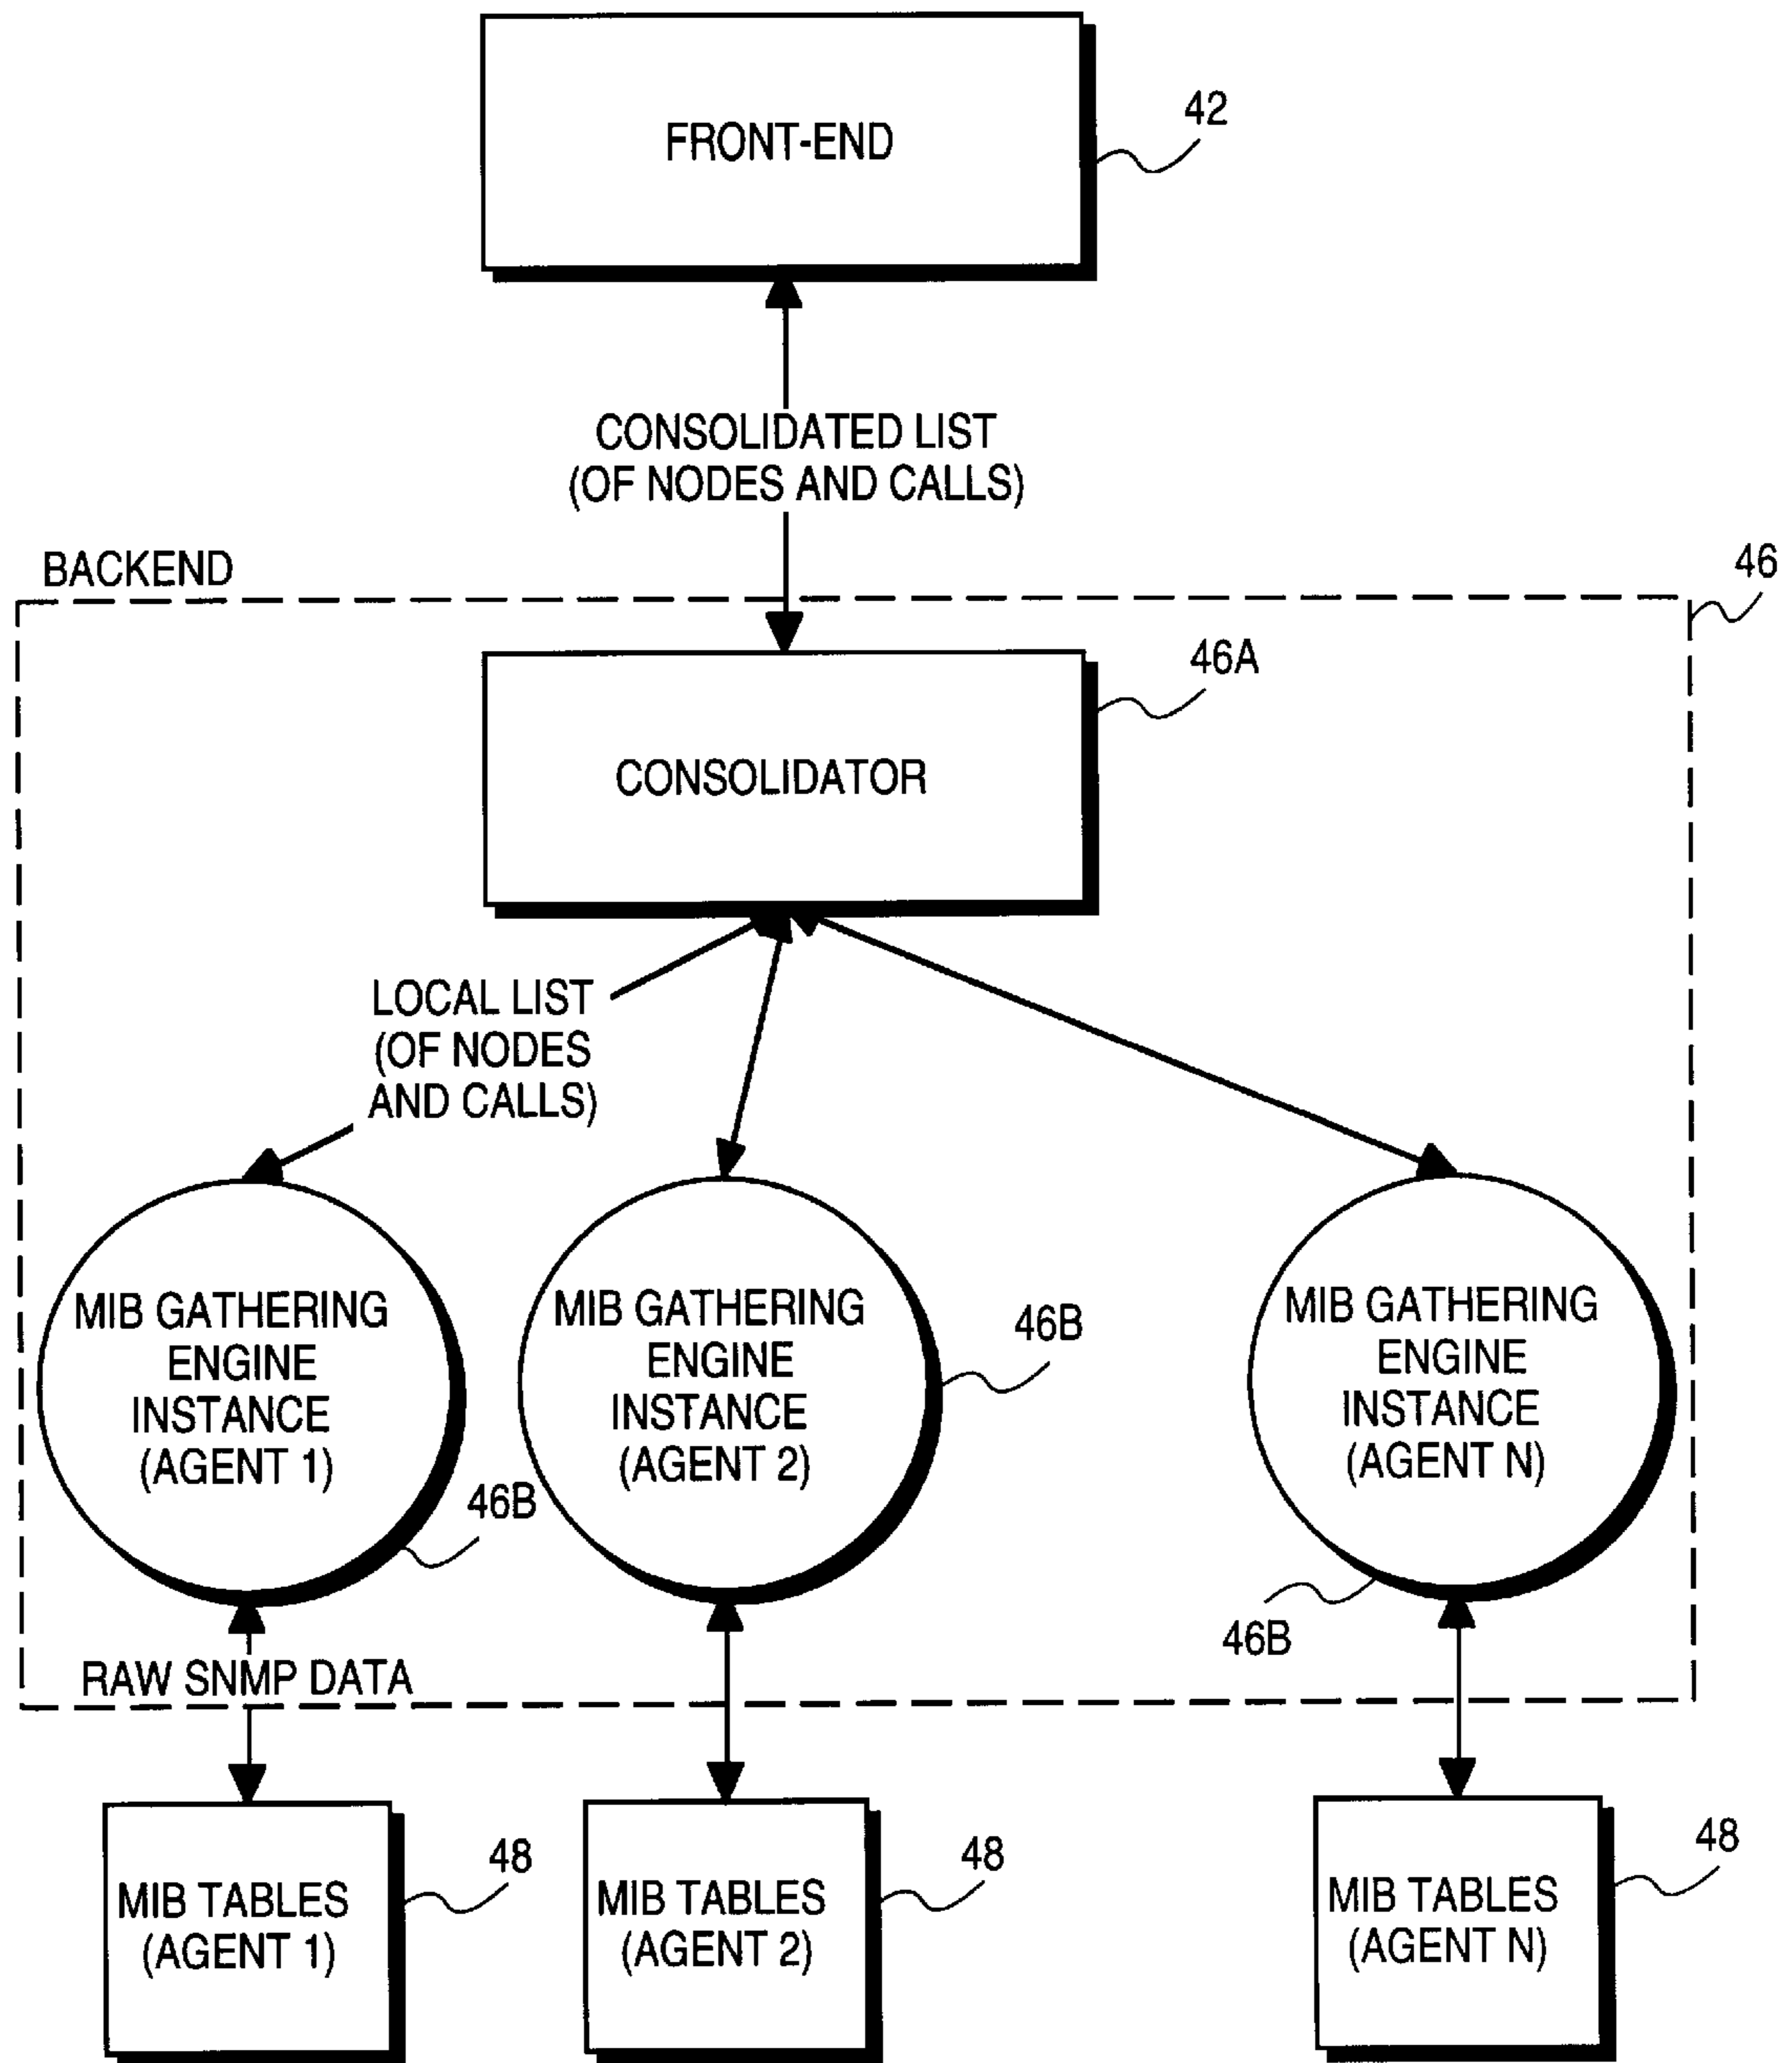 FRONT-END
42
CONSOLIDATED LIST
(OF NODES AND CALLS)
BACKEND
46
46A
CONSOLIDATOR
LOCAL LIST
(OF NODES
AND CALLS)
MIB GATHERING
ENGINE
INSTANCE
(AGENT 1)
46B
MIB GATHERING
ENGINE
INSTANCE
(AGENT 2)
46B
MIB GATHERING
ENGINE
INSTANCE
(AGENT N)
46B
RAW SNMP DATA
MIB TABLES
(AGENT 1)
48
MIB TABLES
(AGENT 2)
48
MIB TABLES
(AGENT N)
48